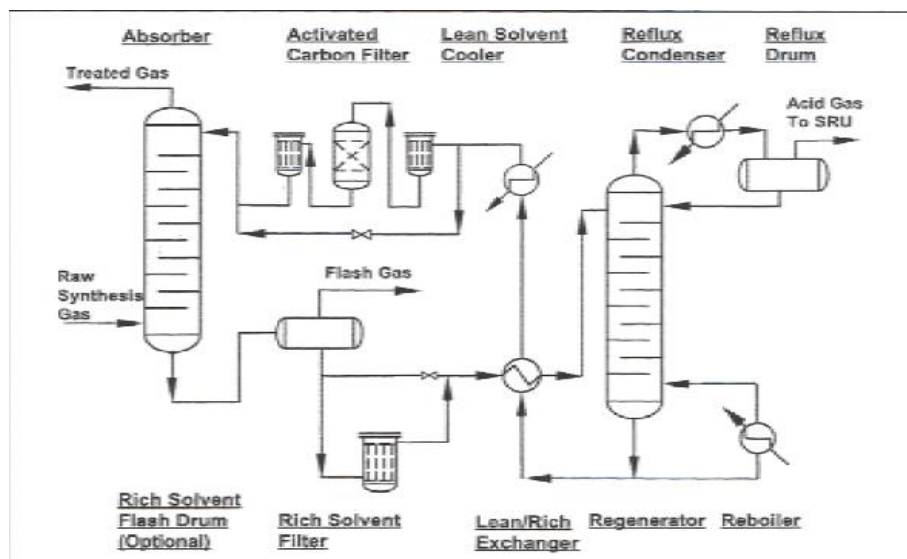 Absorber
Activated
Carbon Filter
Lean Solvent
Cooler
Reflux
Condenser
Reflux
Drum
Treated Gas
Acid Gas
To SRU
Flash Gas
Raw
Synthesis
Gas
Rich Solvent
Flash Drum
(Optional)
Rich Solvent
Filter
Lean/Rich
Exchanger
Regenerator
Reboiler